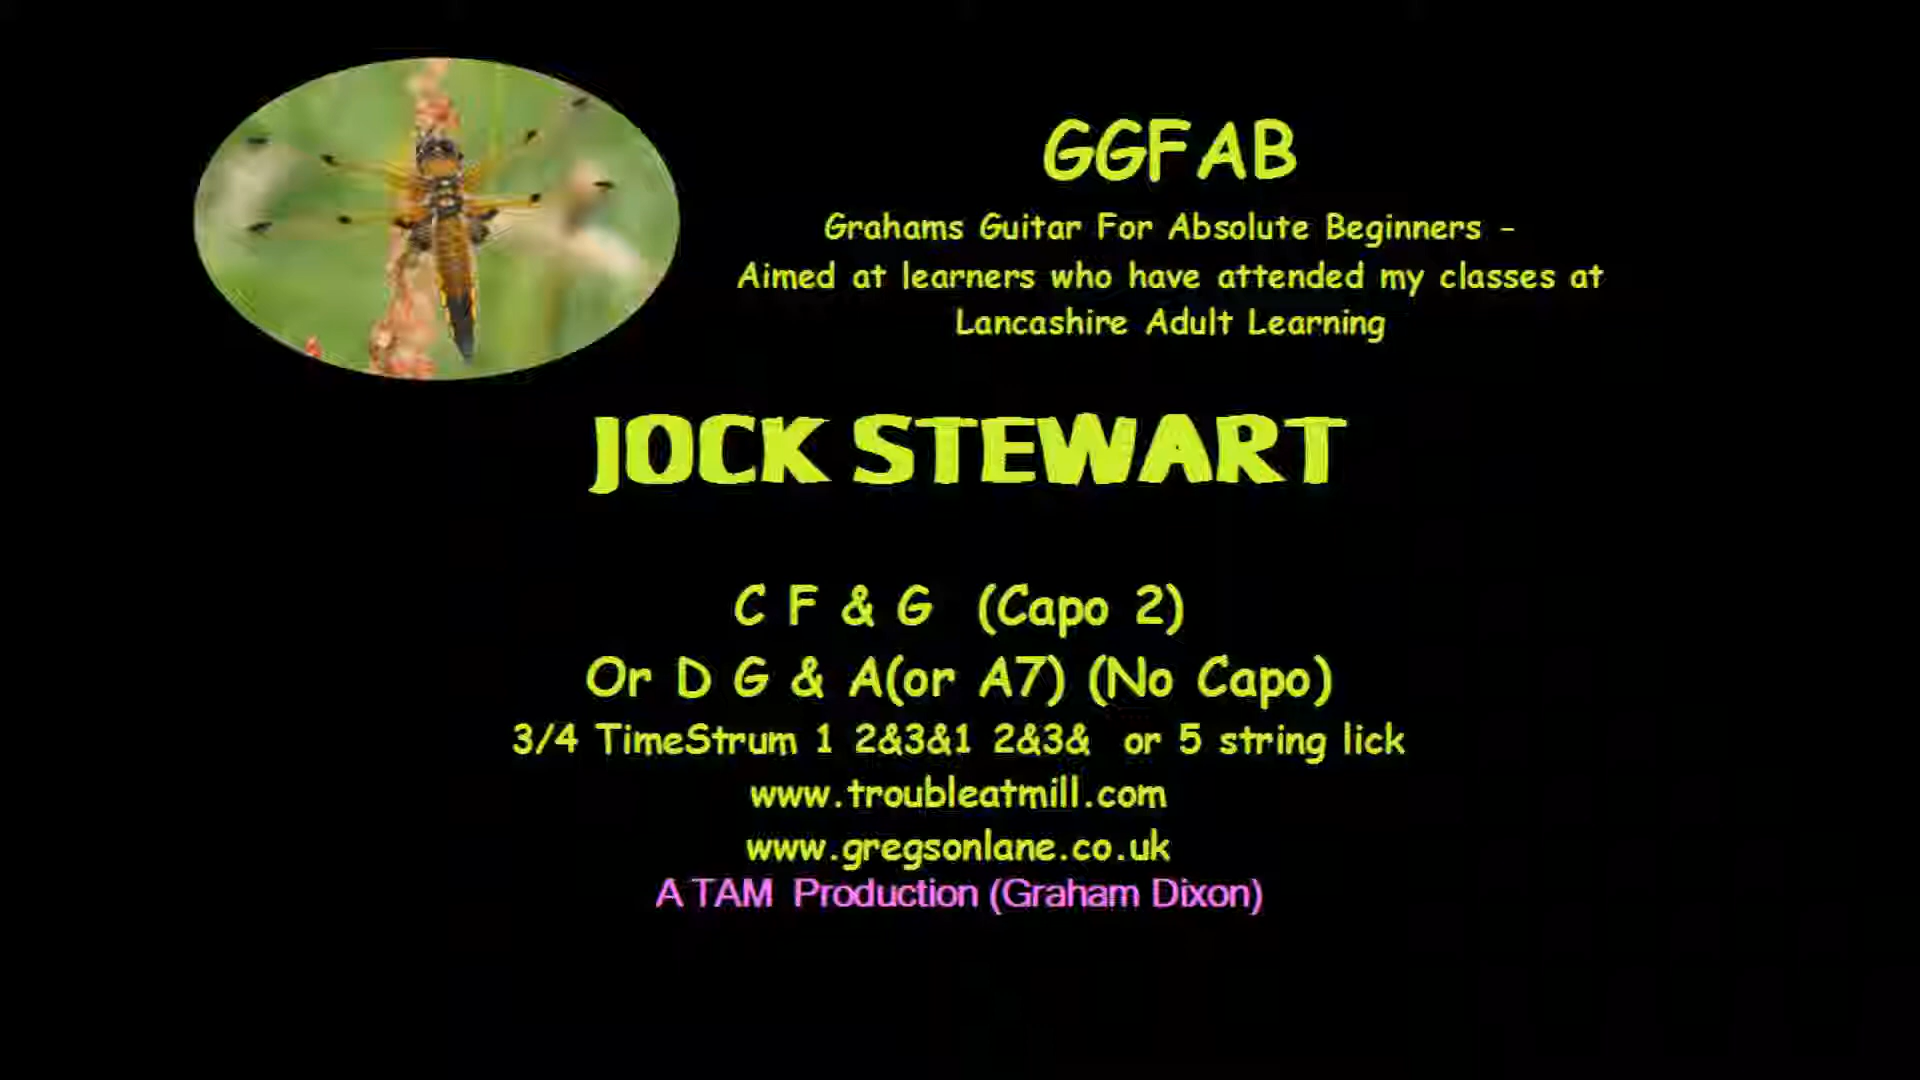 GGFAB
Grahams Guitar For Absolute Beginners -
Aimed at learners who have attended my classes at
Lancashire Adult Learning
JOCK STEWART
C F & G (Capo 2)
Or D G & A(or A7) (No Capo)
3/4 TimeStrum 1 2&3&1 2&3& or 5 string lick
www.troubleatmill.com
www.gregsonlane.co.uk
A TAM Production (Graham Dixon)